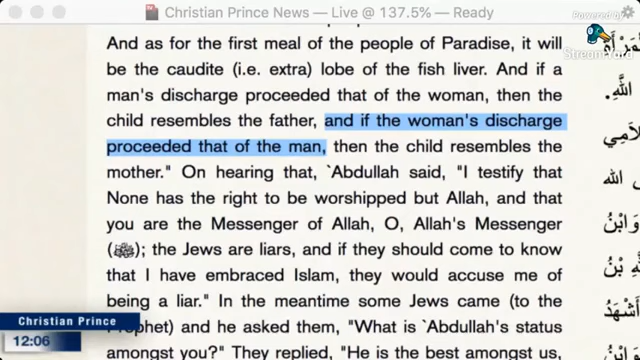 Christian Prince News — Live @ 137.5% — Ready
Powered by
StreamYard
And as for the first meal of the people of Paradise, it will
be the caudite (i.e. extra) lobe of the fish liver. And if a
man's discharge proceeded that of the woman, then the
child resembles the father, and if the woman's discharge
proceeded that of the man, then the child resembles the
mother." On hearing that, `Abdullah said, "I testify that
None has the right to be worshipped but Allah, and that
you are the Messenger of Allah, O, Allah's Messenger
(ﷺ); the Jews are liars, and if they should come to know
that I have embraced Islam, they would accuse me of
being a liar." In the meantime some Jews came (to the
Prophet) and he asked them, "What is `Abdullah's status
amongst you?" They replied, "He is the best amongst us,
اللَّهِ.
الله
وَابْنُ
Christian Prince
12:06